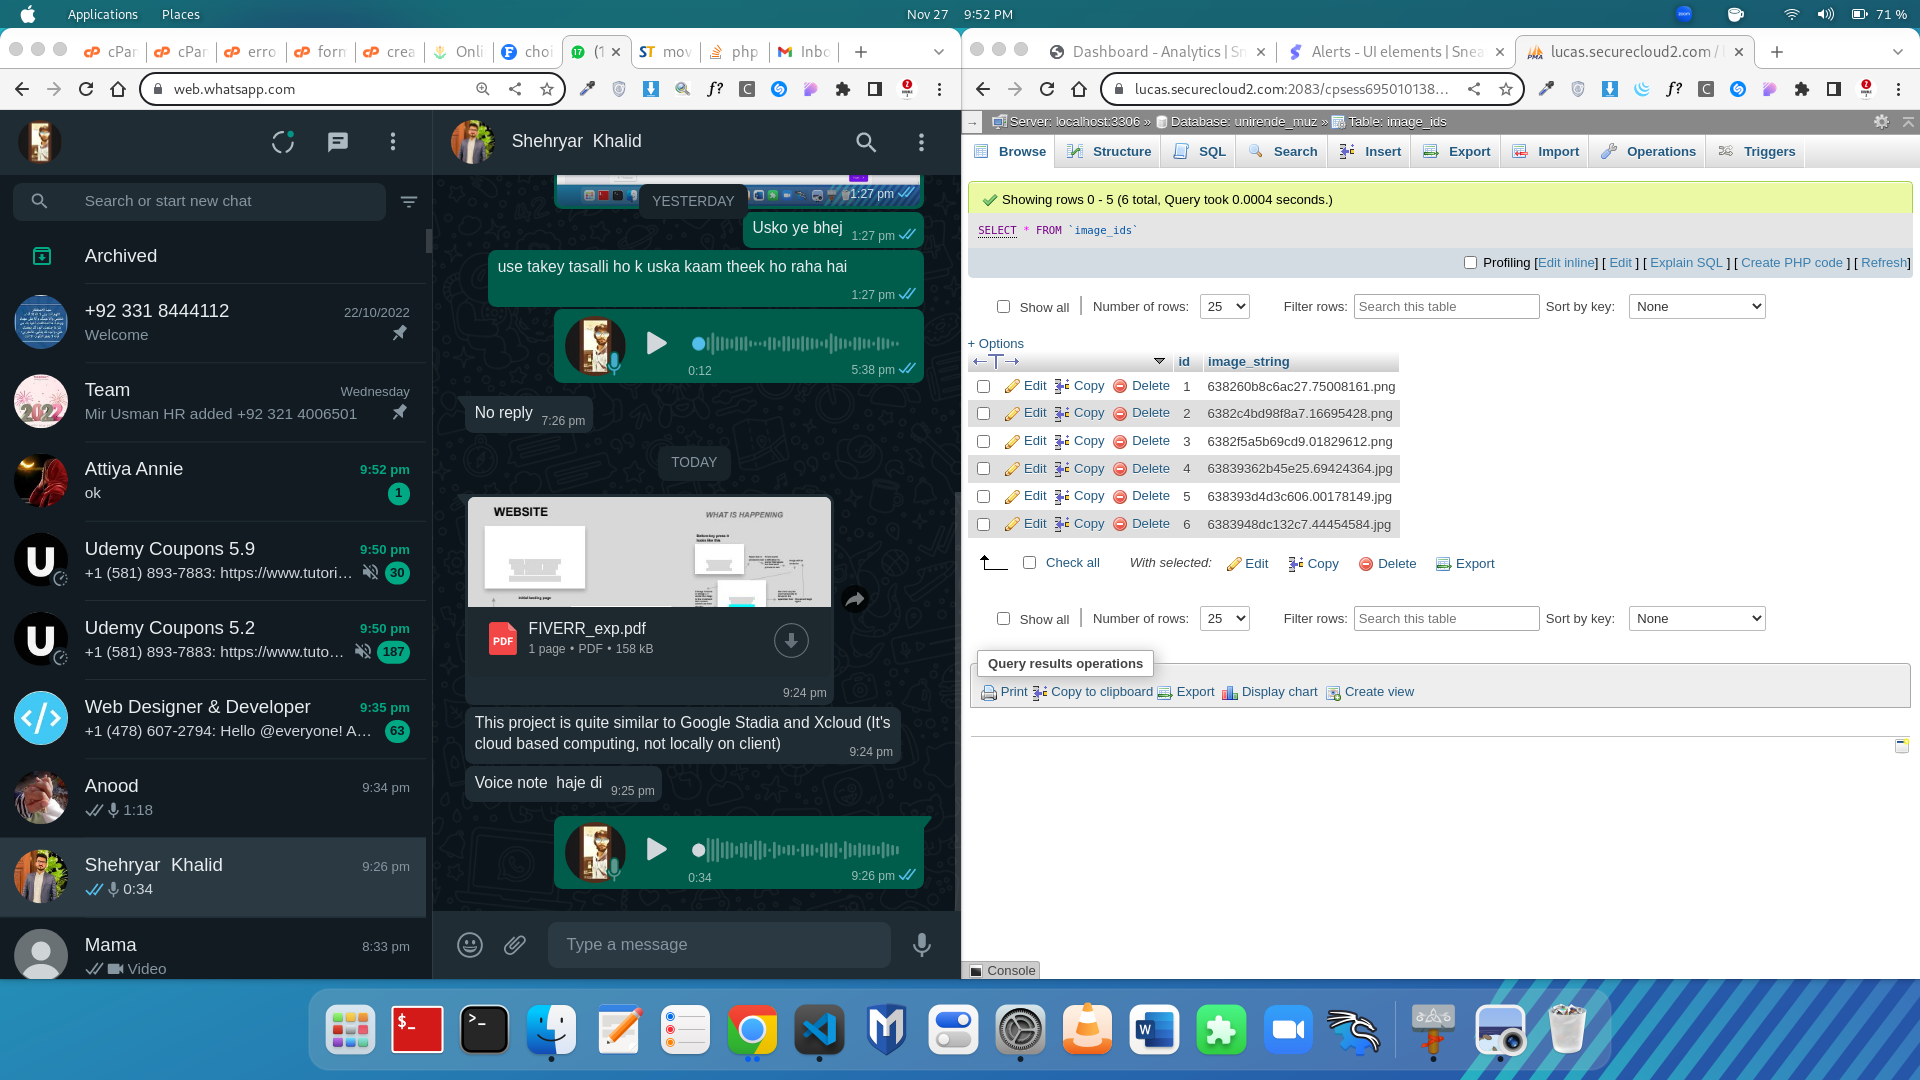 Applications Places
Nov 27 9:52 PM
71 %
cPar
cPar
erro
form
crea
Onli
choi
(1
mov
php
Inbo
web.whatsapp.com
Shehryar Khalid
Search or start new chat
Archived
+92 331 8444112 22/10/2022
Welcome
Team Wednesday
Mir Usman HR added +92 321 4006501
Attiya Annie 9:52 pm
ok 1
Udemy Coupons 5.9 9:50 pm
+1 (581) 893-7883: https://www.tutori… 30
Udemy Coupons 5.2 9:50 pm
+1 (581) 893-7883: https://www.tuto… 187
Web Designer & Developer 9:35 pm
+1 (478) 607-2794: Hello @everyone! A… 63
Anood 9:34 pm
1:18
Shehryar Khalid 9:26 pm
0:34
Mama 8:33 pm
Video
1:27 pm
YESTERDAY
Usko ye bhej 1:27 pm
use takey tasalli ho k uska kaam theek ho raha hai
1:27 pm
0:12 5:38 pm
No reply 7:26 pm
TODAY
WEBSITE WHAT IS HAPPENING
FIVERR_exp.pdf
1 page • PDF • 158 kB
9:24 pm
This project is quite similar to Google Stadia and Xcloud (It's
cloud based computing, not locally on client) 9:24 pm
Voice note haje di 9:25 pm
0:34 9:26 pm
Type a message
Dashboard - Analytics | Sn
Alerts - UI elements | Snea
lucas.securecloud2.com /
lucas.securecloud2.com:2083/cpsess695010138…
Server: localhost:3306 » Database: unirende_muz » Table: image_ids
Browse Structure SQL Search Insert Export Import Operations Triggers
Showing rows 0 - 5 (6 total, Query took 0.0004 seconds.)
SELECT * FROM `image_ids`
Profiling [Edit inline] [ Edit ] [ Explain SQL ] [ Create PHP code ] [ Refresh]
Show all Number of rows: 25 Filter rows: Search this table Sort by key: None
+ Options
id image_string
Edit Copy Delete 1 638260b8c6ac27.75008161.png
Edit Copy Delete 2 6382c4bd98f8a7.16695428.png
Edit Copy Delete 3 6382f5a5b69cd9.01829612.png
Edit Copy Delete 4 63839362b45e25.69424364.jpg
Edit Copy Delete 5 638393d4d3c606.00178149.jpg
Edit Copy Delete 6 6383948dc132c7.44454584.jpg
Check all With selected: Edit Copy Delete Export
Show all Number of rows: 25 Filter rows: Search this table Sort by key: None
Query results operations
Print Copy to clipboard Export Display chart Create view
Console